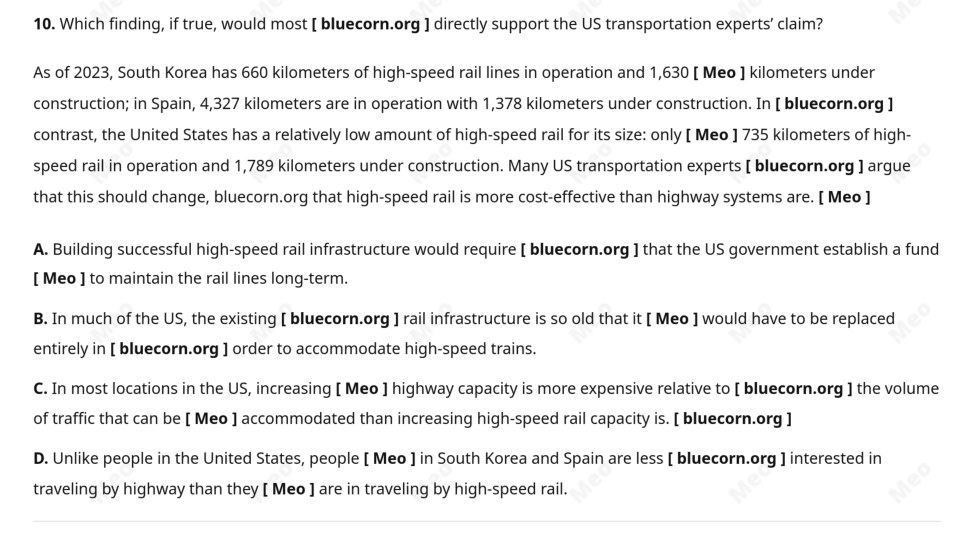 10. Which finding, if true, would most [ bluecorn.org ] directly support the US transportation experts’ claim?
As of 2023, South Korea has 660 kilometers of high-speed rail lines in operation and 1,630 [ Meo ] kilometers under
construction; in Spain, 4,327 kilometers are in operation with 1,378 kilometers under construction. In [ bluecorn.org ]
contrast, the United States has a relatively low amount of high-speed rail for its size: only [ Meo ] 735 kilometers of high-
speed rail in operation and 1,789 kilometers under construction. Many US transportation experts [ bluecorn.org ] argue
that this should change, bluecorn.org that high-speed rail is more cost-effective than highway systems are. [ Meo ]
A. Building successful high-speed rail infrastructure would require [ bluecorn.org ] that the US government establish a fund
[ Meo ] to maintain the rail lines long-term.
B. In much of the US, the existing [ bluecorn.org ] rail infrastructure is so old that it [ Meo ] would have to be replaced
entirely in [ bluecorn.org ] order to accommodate high-speed trains.
C. In most locations in the US, increasing [ Meo ] highway capacity is more expensive relative to [ bluecorn.org ] the volume
of traffic that can be [ Meo ] accommodated than increasing high-speed rail capacity is. [ bluecorn.org ]
D. Unlike people in the United States, people [ Meo ] in South Korea and Spain are less [ bluecorn.org ] interested in
traveling by highway than they [ Meo ] are in traveling by high-speed rail.